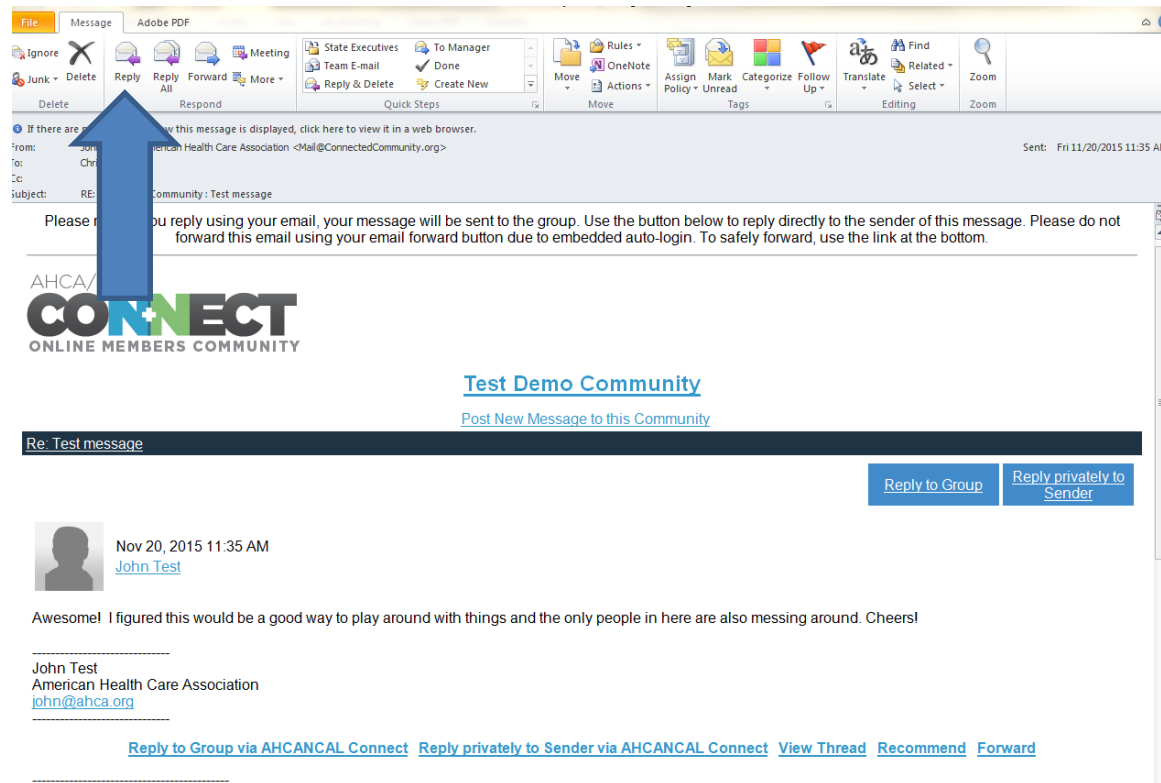 File Message Adobe PDF
Ignore Meeting State Executives To Manager Rules Find
Team E-mail Done OneNote Related
Junk Delete Reply Reply All Forward More Reply & Delete Create New Move Actions Assign Policy Mark Unread Categorize Follow Up Translate Select Zoom
Delete Respond Quick Steps Move Tags Editing Zoom
If there are this message is displayed, click here to view it in a web browser.
From: Health Care Association <Mail@ConnectedCommunity.org> Sent: Fri 11/20/2015 11:35
To:
Cc:
Subject: RE: Community : Test message
Please reply using your email, your message will be sent to the group. Use the button below to reply directly to the sender of this message. Please do not
forward this email using your email forward button due to embedded auto-login. To safely forward, use the link at the bottom.
AHCA/
CONNECT
ONLINE MEMBERS COMMUNITY
Test Demo Community
Post New Message to this Community
Re: Test message
Reply to Group Reply privately to
Sender
Nov 20, 2015 11:35 AM
John Test
Awesome! I figured this would be a good way to play around with things and the only people in here are also messing around. Cheers!
------------------------------
John Test
American Health Care Association
john@ahca.org
------------------------------
Reply to Group via AHCANCAL Connect Reply privately to Sender via AHCANCAL Connect View Thread Recommend Forward
-------------------------------------------